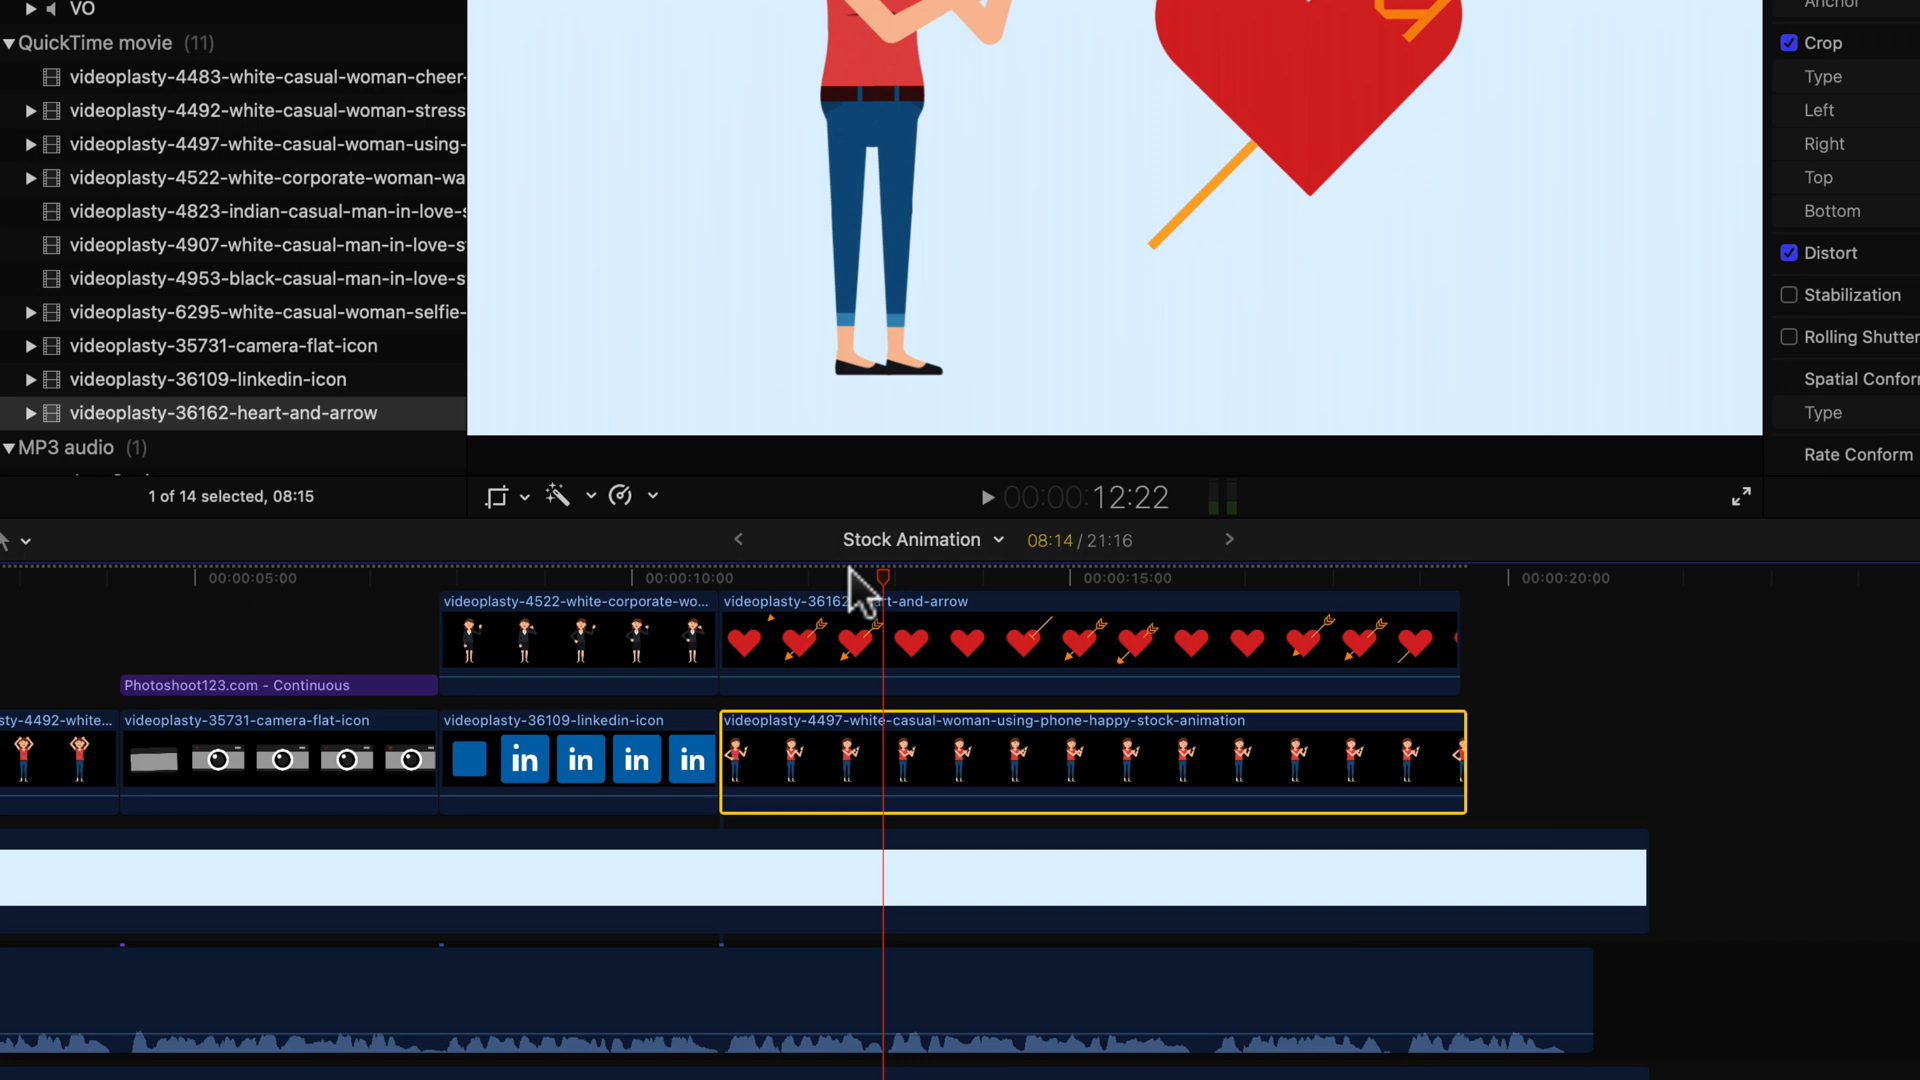 VO
QuickTime movie (11)
videoplasty-4483-white-casual-woman-cheer-
videoplasty-4492-white-casual-woman-stress
videoplasty-4497-white-casual-woman-using-
videoplasty-4522-white-corporate-woman-wa
videoplasty-4823-indian-casual-man-in-love-s
videoplasty-4907-white-casual-man-in-love-s
videoplasty-4953-black-casual-man-in-love-s
videoplasty-6295-white-casual-woman-selfie-
videoplasty-35731-camera-flat-icon
videoplasty-36109-linkedin-icon
videoplasty-36162-heart-and-arrow
MP3 audio (1)
1 of 14 selected, 08:15
Anchor
Crop
Type
Left
Right
Top
Bottom
Distort
Stabilization
Rolling Shutter
Spatial Confor
Type
Rate Conform
00:00:12:22
Stock Animation 08:14 / 21:16
00:00:05:00 00:00:10:00 00:00:15:00 00:00:20:00
videoplasty-4522-white-corporate-wo... videoplasty-36162 rt-and-arrow
Photoshoot123.com - Continuous
sty-4492-white... videoplasty-35731-camera-flat-icon videoplasty-36109-linkedin-icon videoplasty-4497-white-casual-woman-using-phone-happy-stock-animation
in in in in